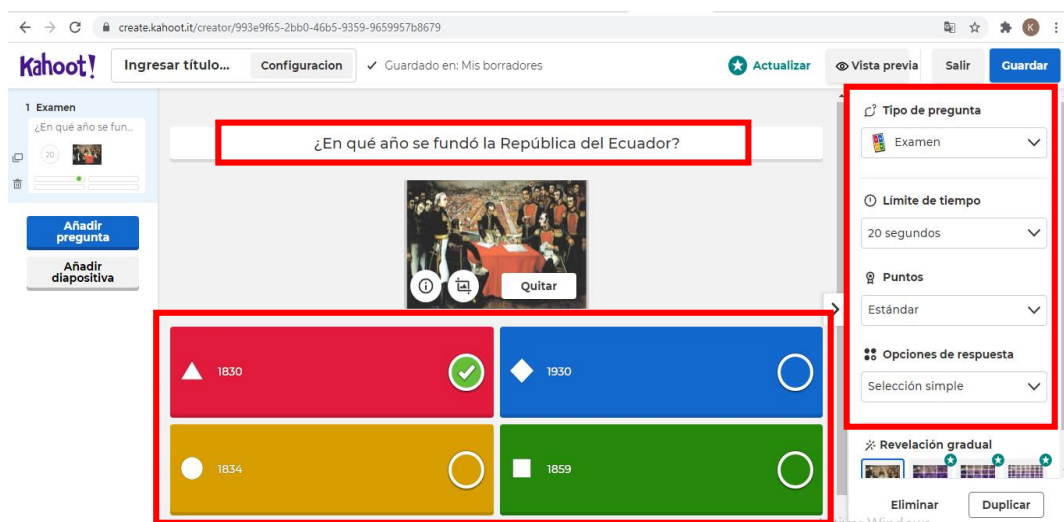 create.kahoot.it/creator/993e9f65-2bb0-46b5-9359-9659957b8679
K
Kahoot!
Ingresar título...
Configuracion
Guardado en: Mis borradores
Actualizar
Vista previa
Salir
Guardar
1 Examen
¿En qué año se fun...
20
Añadir
pregunta
Añadir
diapositiva
¿En qué año se fundó la República del Ecuador?
Quitar
1830
1930
1834
1859
Tipo de pregunta
Examen
Límite de tiempo
20 segundos
Puntos
Estándar
Opciones de respuesta
Selección simple
Revelación gradual
Eliminar
Duplicar